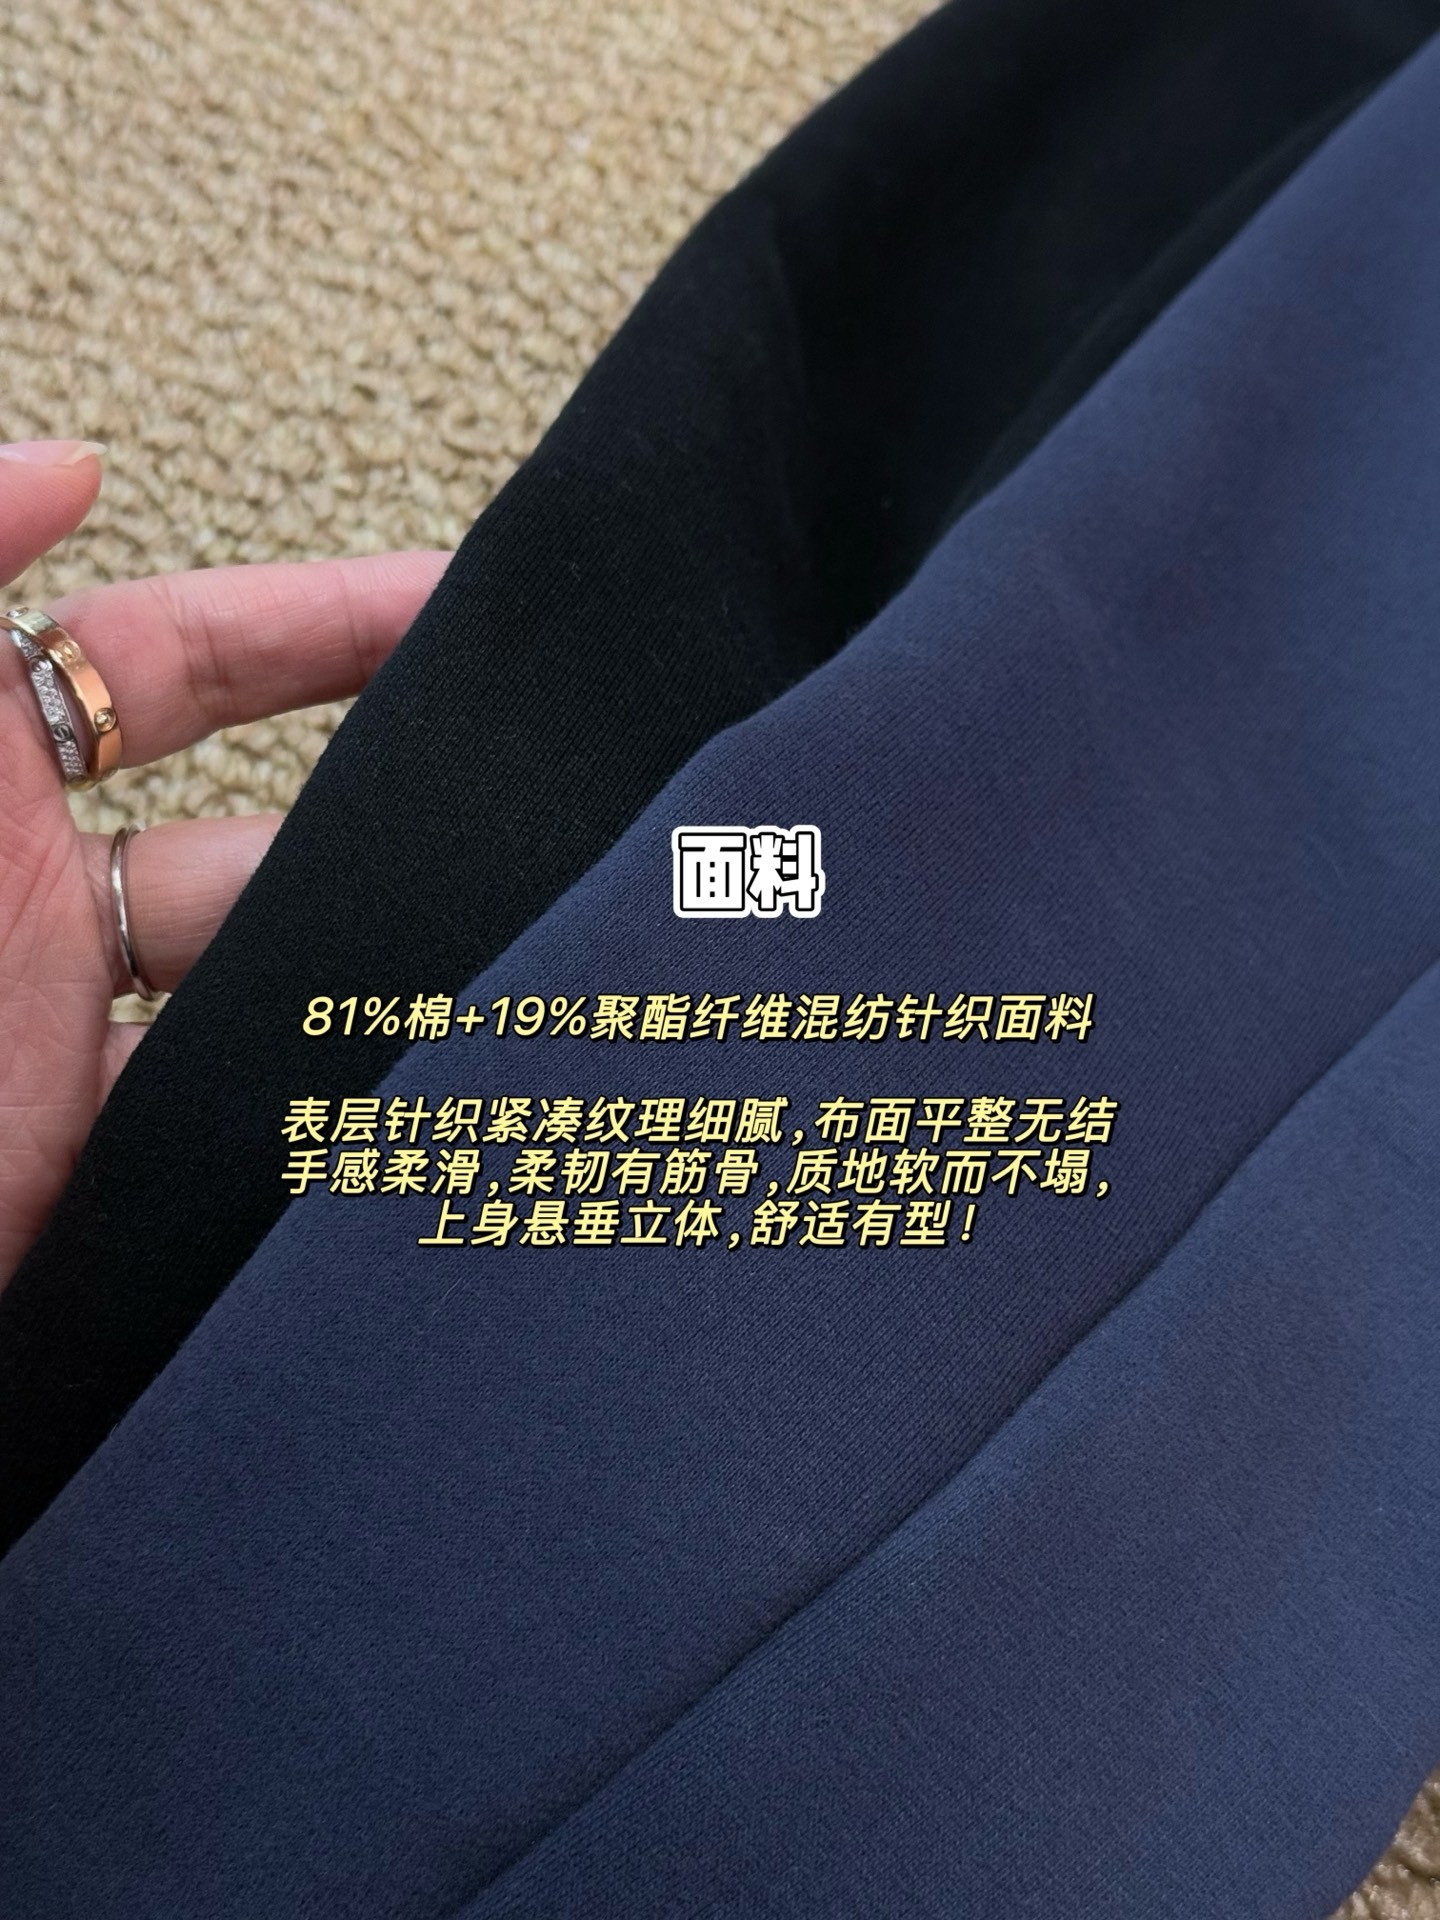 面料
81%棉+19%聚酯纤维混纺针织面料
表层针织紧凑纹理细腻,布面平整无结
手感柔滑,柔韧有筋骨,质地软而不塌,
上身悬垂立体,舒适有型!